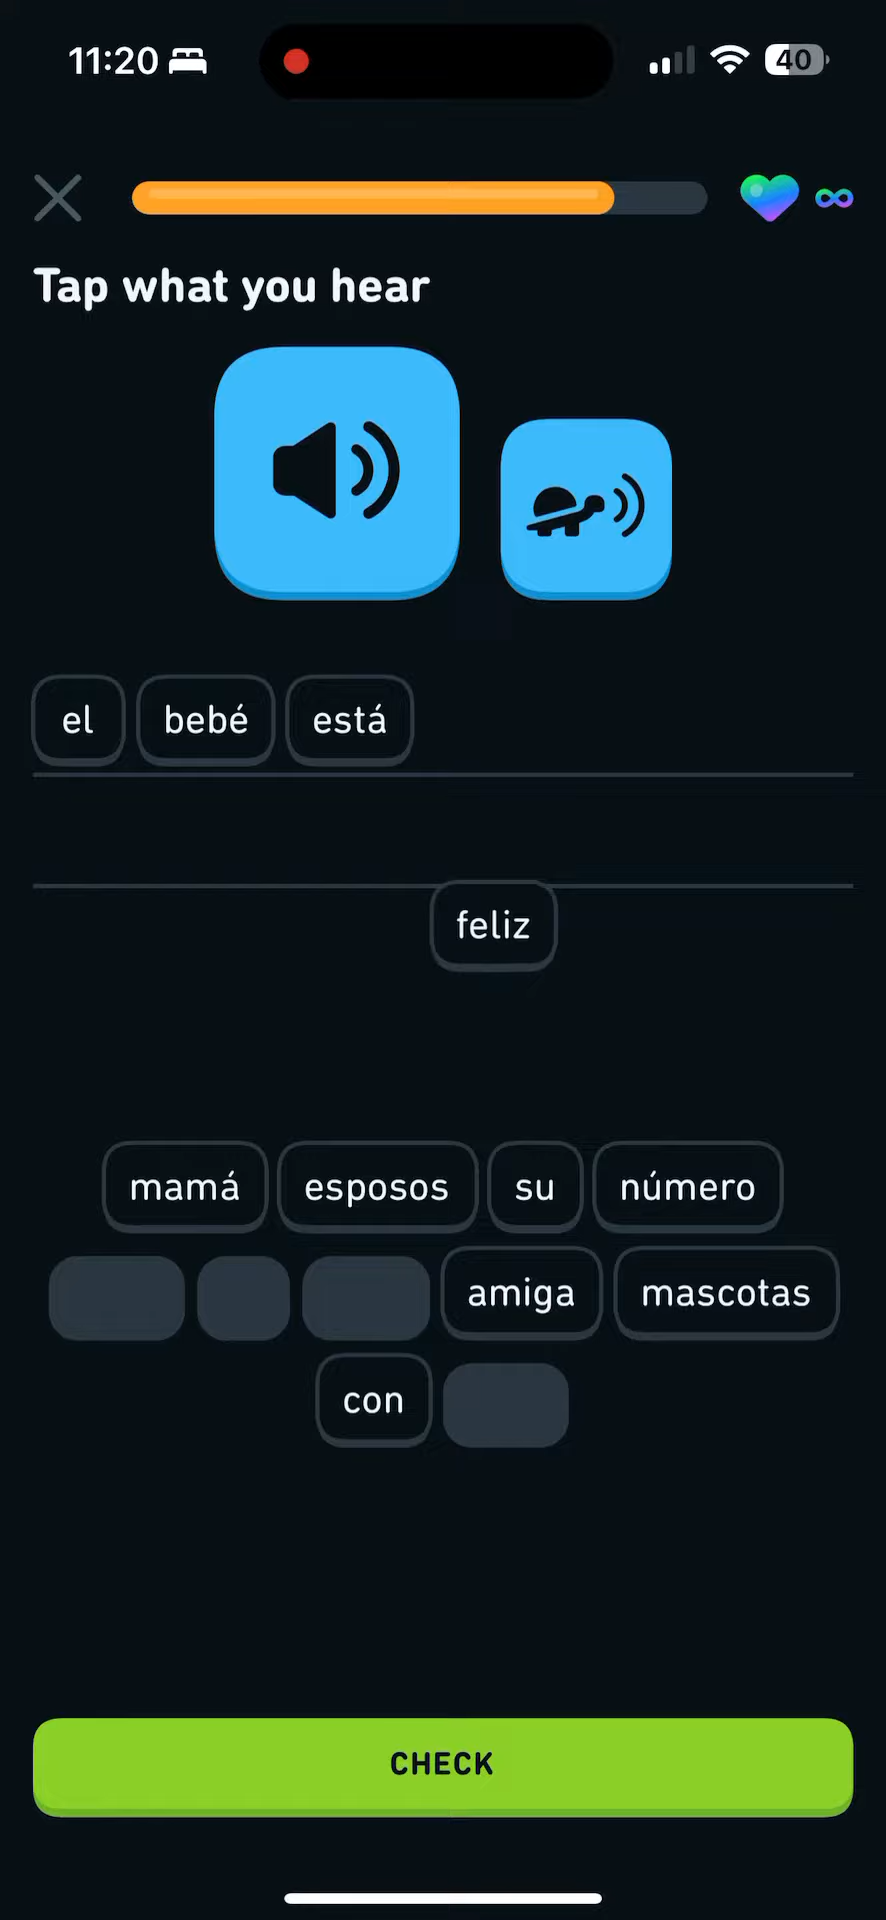 11:20
40
Tap what you hear
el bebé está
feliz
mamá esposos su número
amiga mascotas
con
CHECK